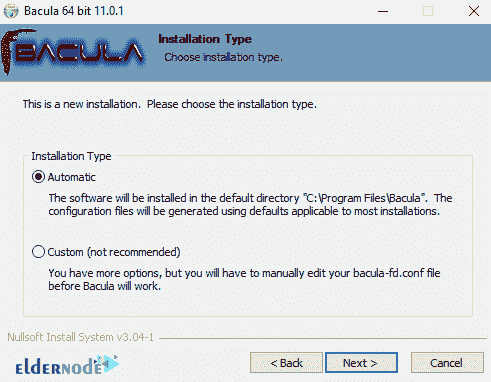 Bacula 64 bit 11.0.1
BACULA
Installation Type
Choose installation type.
This is a new installation. Please choose the installation type.
Installation Type
Automatic
The software will be installed in the default directory "C:\Program Files\Bacula". The
configuration files will be generated using defaults applicable to most installations.
Custom (not recommended)
You have more options, but you will have to manually edit your bacula-fd.conf file
before Bacula will work.
Nullsoft Install System v3.04-1
eldernode
< Back
Next >
Cancel